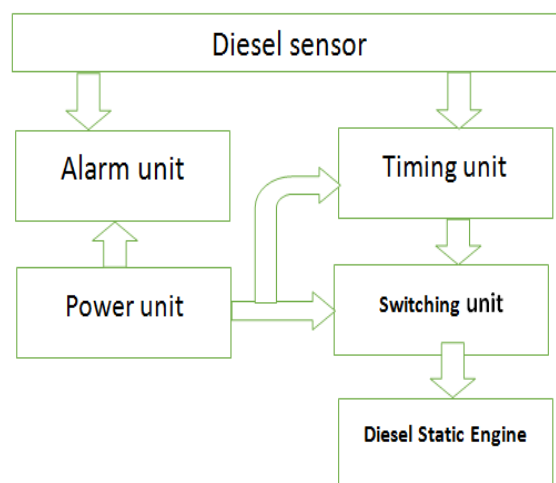 Diesel sensor
Alarm unit
Timing unit
Power unit
Switching unit
Diesel Static Engine